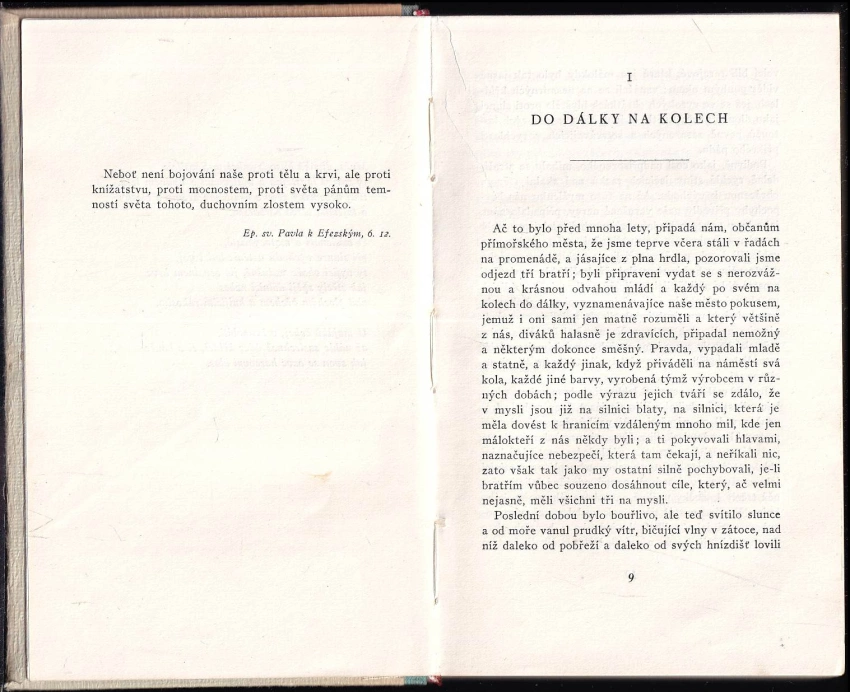 Neboť není bojování naše proti tělu a krvi, ale proti
knížatstvu, proti mocnostem, proti světa pánům tem-
ností světa tohoto, duchovním zlostem vysoko.
Ep. sv. Pavla k Efezským, 6. 12.
I
DO DÁLKY NA KOLECH
Ač to bylo před mnoha lety, připadá nám, občanům
přímořského města, že jsme teprve včera stáli v řadách
na promenádě, a jásajíce z plna hrdla, pozorovali jsme
odjezd tří bratří; byli připraveni vydat se s nerozváž-
nou a krásnou odvahou mládí a každý po svém na
kolech do dálky, vyznamenávajíce naše město pokusem,
jemuž i oni sami jen matně rozuměli a který většině
z nás, diváků halasně je zdravících, připadal nemožný
a některým dokonce směšný. Pravda, vypadali mladě
a statně, a každý jinak, když přiváděli na náměstí svá
kola, každé jiné barvy, vyrobená týmž výrobcem v růz-
ných dobách; podle výrazu jejich tváří se zdálo, že
v mysli jsou již na silnici blaty, na silnici, která je
měla dovést k hranicím vzdáleným mnoho mil, kde jen
málokteří z nás někdy byli; a ti pokyvovali hlavami,
naznačujíce nebezpečí, která tam čekají, a neříkali nic,
zato však tak jako my ostatní silně pochybovali, je-li
bratřím vůbec souzeno dosáhnout cíle, který, ač velmi
nejasně, měli všichni tři na mysli.
Poslední dobou bylo bouřlivo, ale teď svítilo slunce
a od moře vanul prudký vítr, bičující vlny v zátoce, nad
níž daleko od pobřeží a daleko od svých hnízdišť lovili
9